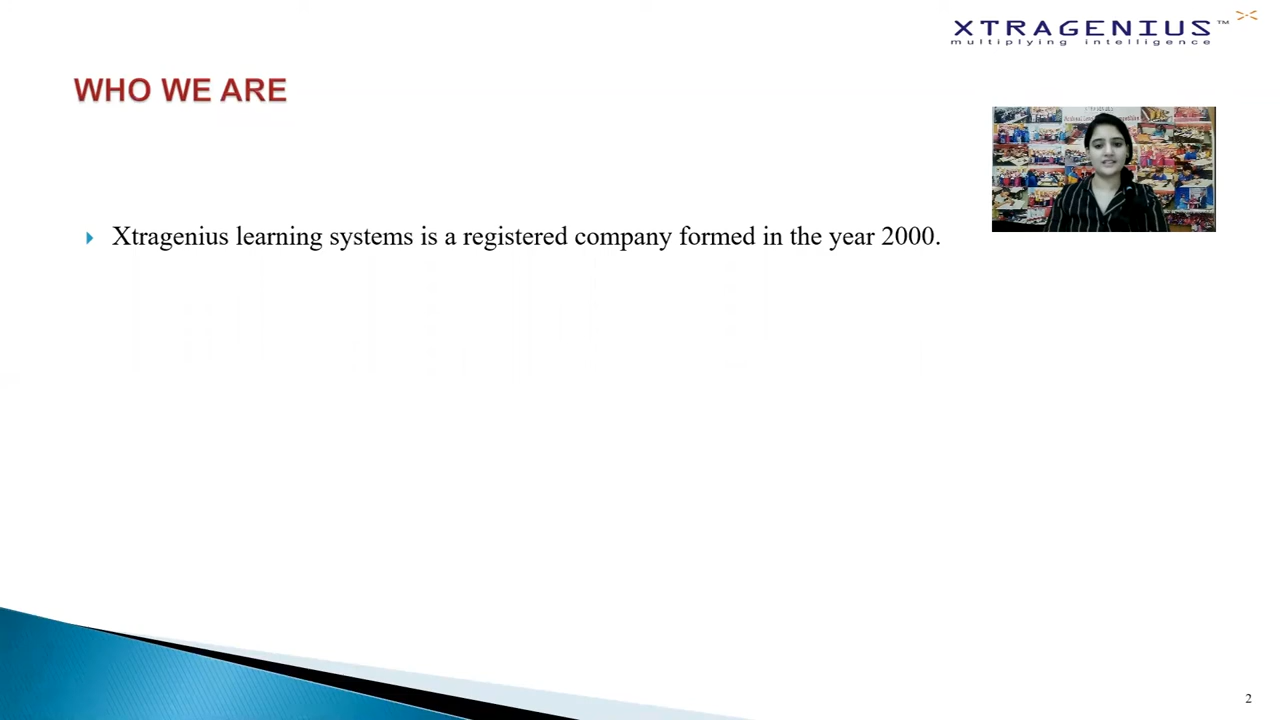 XTRAGENIUS™
multiplying intelligence
WHO WE ARE
Xtragenius learning systems is a registered company formed in the year 2000.
2